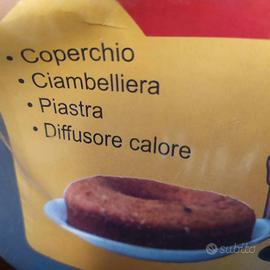 • Coperchio
• Ciambelliera
• Piastra
• Diffusore calore
subito